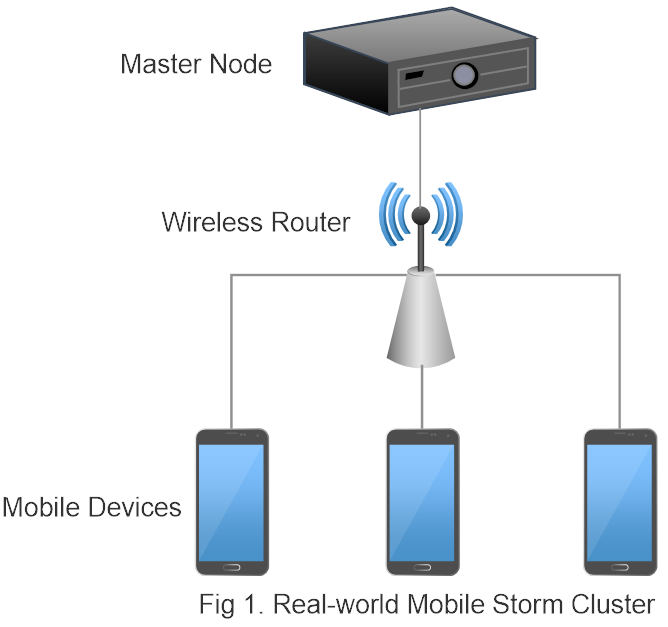 Master Node
Wireless Router
Mobile Devices
Fig 1. Real-world Mobile Storm Cluster